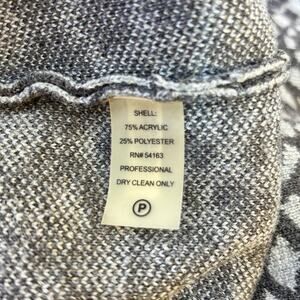 SHELL:
75% ACRYLIC
25% POLYESTER
RN# 54163
PROFESSIONAL
DRY CLEAN ONLY
P